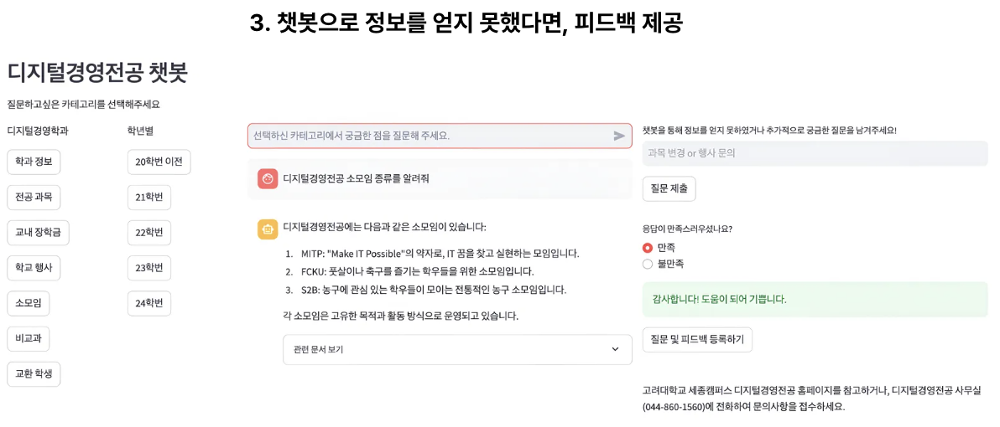 3. 챗봇으로 정보를 얻지 못했다면, 피드백 제공
디지털경영전공 챗봇
질문하고싶은 카테고리를 선택해주세요
디지털경영학과
학과 정보
전공 과목
교내 장학금
학교 행사
소모임
비교과
교환 학생
학년별
20학번 이전
21학번
22학번
23학번
24학번
선택하신 카테고리에서 궁금한 점을 질문해 주세요.
디지털경영전공 소모임 종류를 알려줘
디지털경영전공에는 다음과 같은 소모임이 있습니다:
1. MITP: "Make IT Possible"의 약자로, IT 꿈을 찾고 실현하는 모임입니다.
2. FCKU: 풋살이나 축구를 즐기는 학우들을 위한 소모임입니다.
3. S2B: 농구에 관심 있는 학우들이 모이는 전통적인 농구 소모임입니다.
각 소모임은 고유한 목적과 활동 방식으로 운영되고 있습니다.
관련 문서 보기
챗봇을 통해 정보를 얻지 못하였거나 추가적으로 궁금한 질문을 남겨주세요!
과목 변경 or 행사 문의
질문 제출
응답이 만족스러우셨나요?
만족
불만족
감사합니다! 도움이 되어 기쁩니다.
질문 및 피드백 등록하기
고려대학교 세종캠퍼스 디지털경영전공 홈페이지를 참고하거나, 디지털경영전공 사무실
(044-860-1560)에 전화하여 문의사항을 접수하세요.